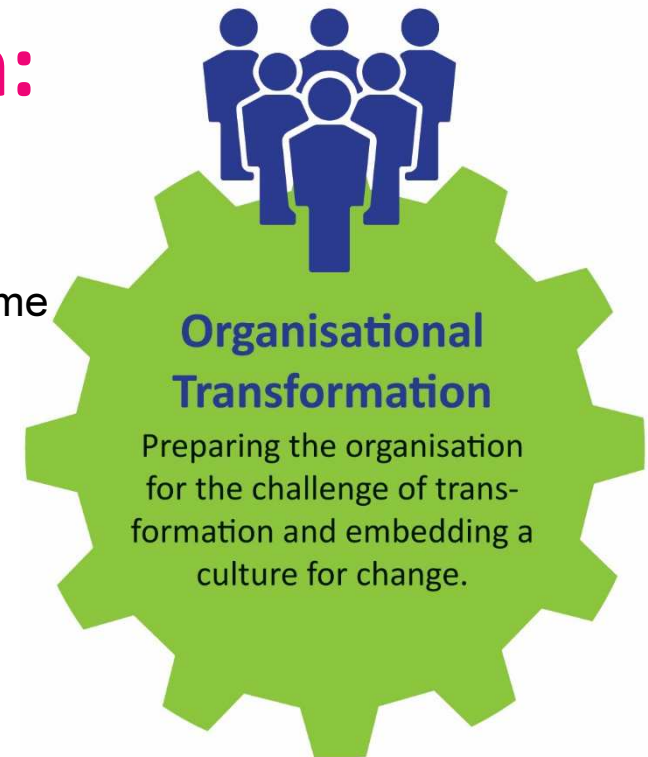 :
me
Organisational
Transformation
Preparing the organisation
for the challenge of trans-
formation and embedding a
culture for change.